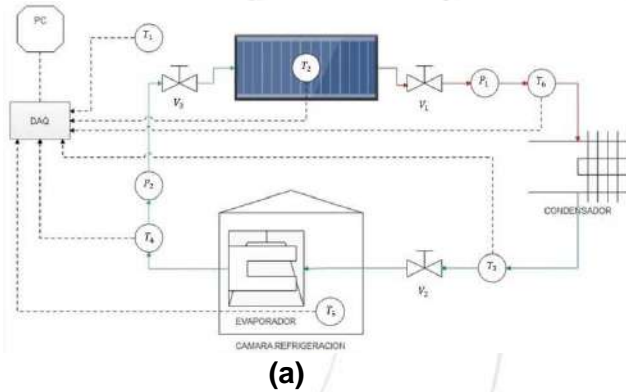 PC
T₁
DAQ
V₃
T₂
V₁
P₁
T₆
P₂
CONDENSADOR
T₄
T₃
V₂
EVAPORADOR
T₅
CAMARA.REFRIGERACION
(a)